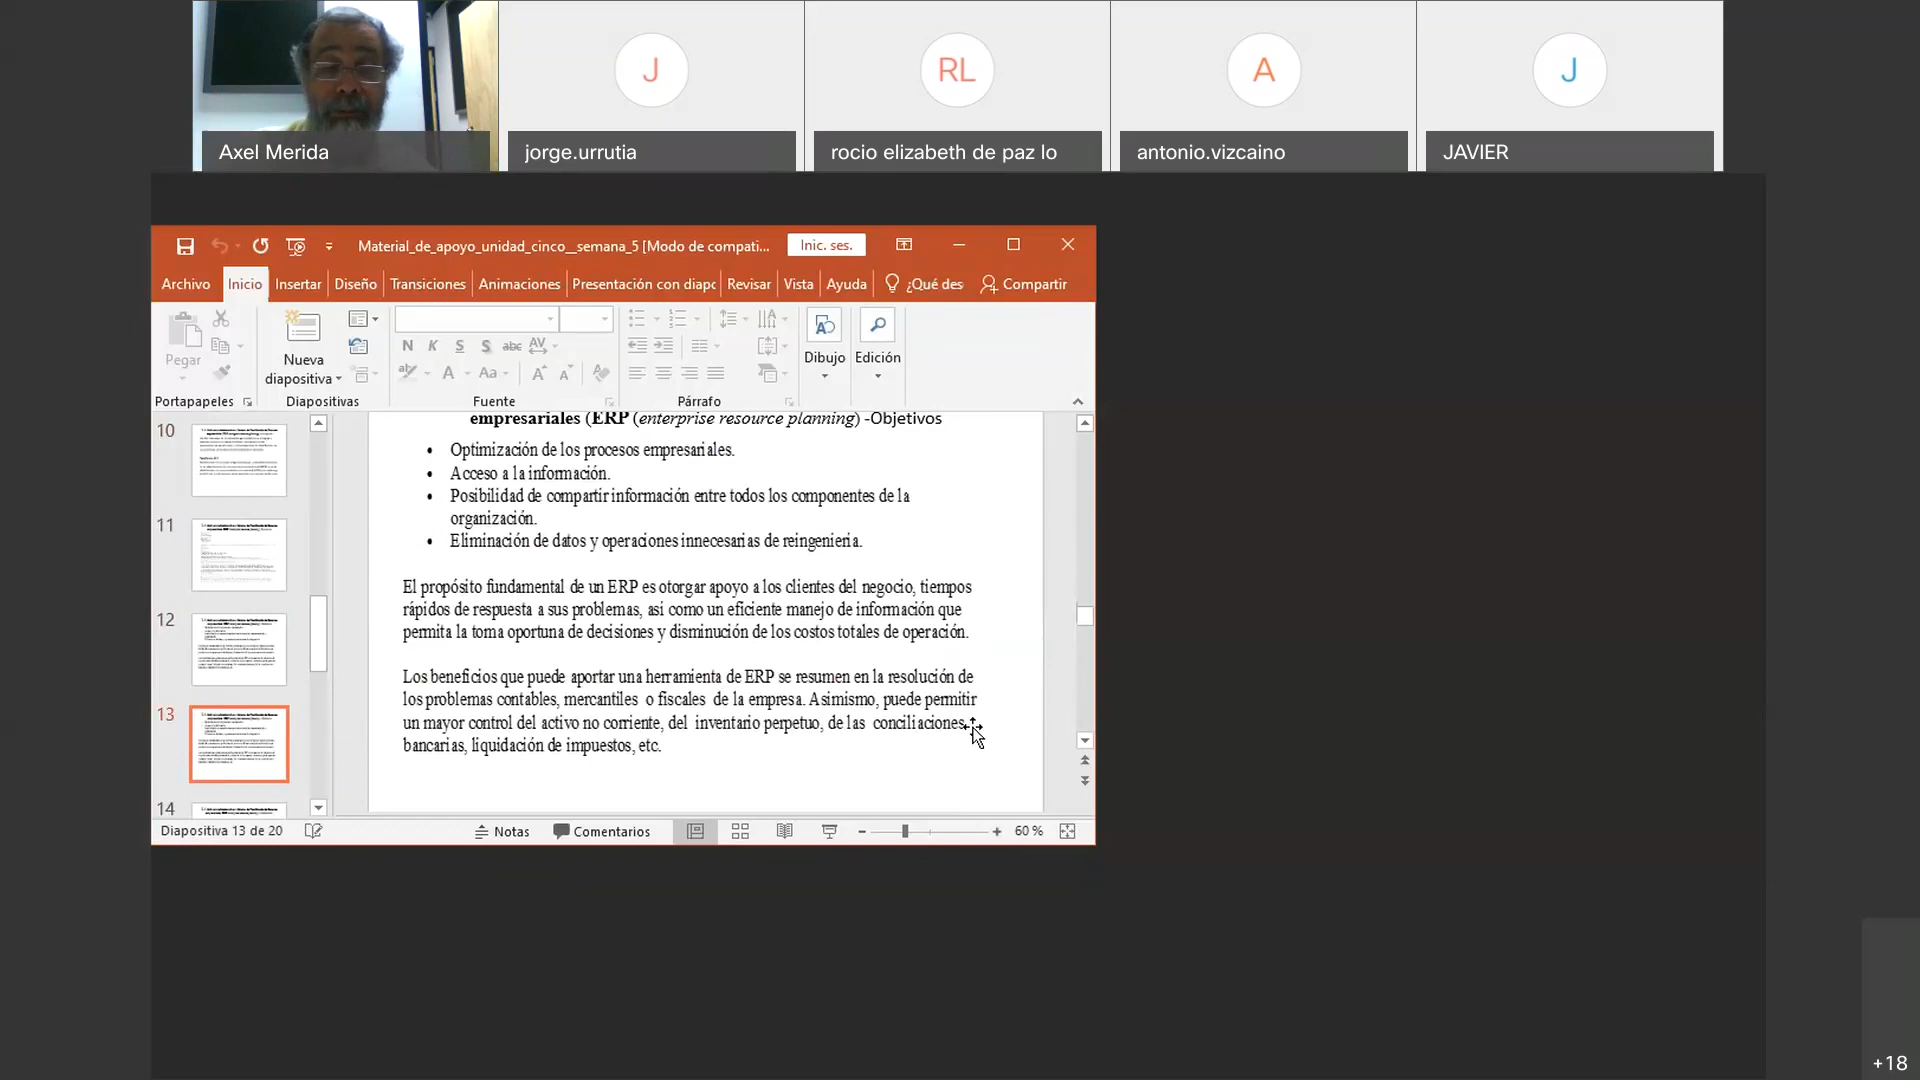 J
RL
A
J
Axel Merida
jorge.urrutia
rocio elizabeth de paz lo
antonio.vizcaino
JAVIER
Material_de_apoyo_unidad_cinco__semana_5 [Modo de compati...
Inic. ses.
Archivo
Inicio
Insertar
Diseño
Transiciones
Animaciones
Presentación con diapc
Revisar
Vista
Ayuda
¿Qué des
Compartir
Pegar
Nueva
diapositiva
N K S S abc AV
A Aa A A
Dibujo
Edición
Portapapeles
Diapositivas
Fuente
Párrafo
10
11
12
13
14
empresariales (ERP (enterprise resource planning) -Objetivos
• Optimización de los procesos empresariales.
• Acceso a la información.
• Posibilidad de compartir información entre todos los componentes de la
organización.
• Eliminación de datos y operaciones innecesarias de reingenieria.
El propósito fundamental de un ERP es otorgar apoyo a los clientes del negocio, tiempos
rápidos de respuesta a sus problemas, asi como un eficiente manejo de información que
permita la toma oportuna de decisiones y disminución de los costos totales de operación.
Los beneficios que puede aportar una herramienta de ERP se resumen en la resolución de
los problemas contables, mercantiles o fiscales de la empresa. Asimismo, puede permitir
un mayor control del activo no corriente, del inventario perpetuo, de las conciliaciones
bancarias, liquidación de impuestos, etc.
Diapositiva 13 de 20
Notas
Comentarios
60 %
+18